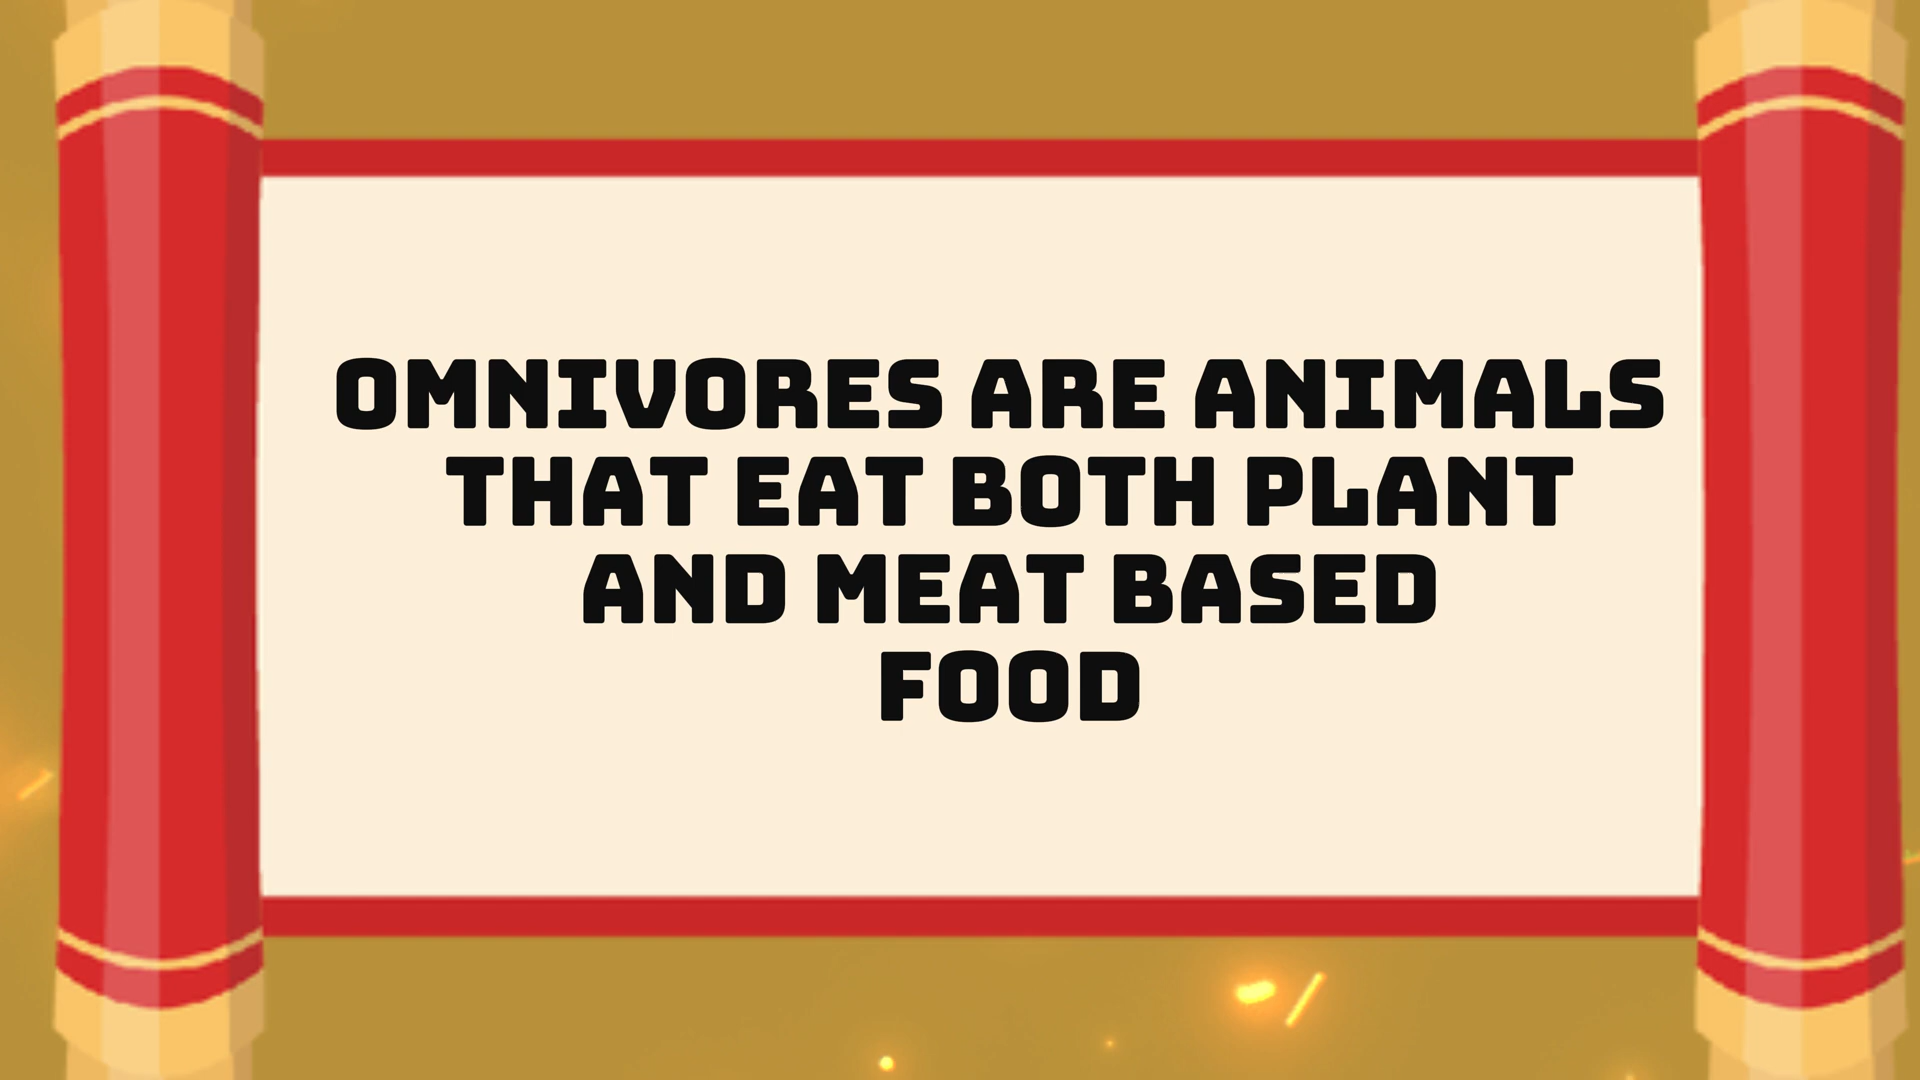 OMNIVORES ARE ANIMALS
THAT EAT BOTH PLANT
AND MEAT BASED
FOOD